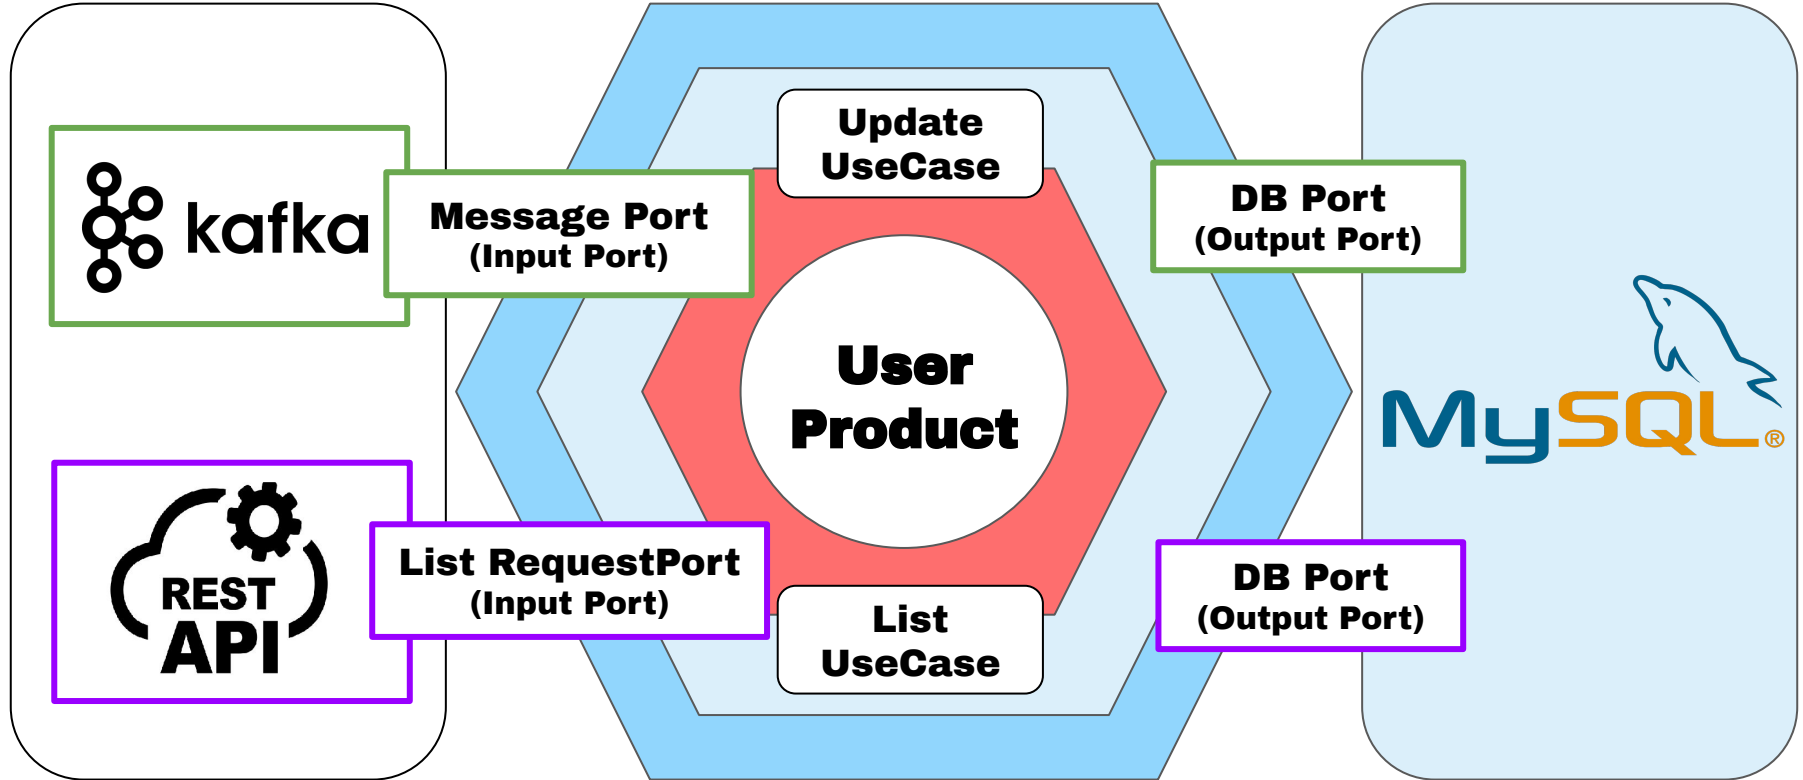 kafka
Message Port
(Input Port)
REST
API
List RequestPort
(Input Port)
Update
UseCase
User
Product
List
UseCase
DB Port
(Output Port)
DB Port
(Output Port)
MySQL®